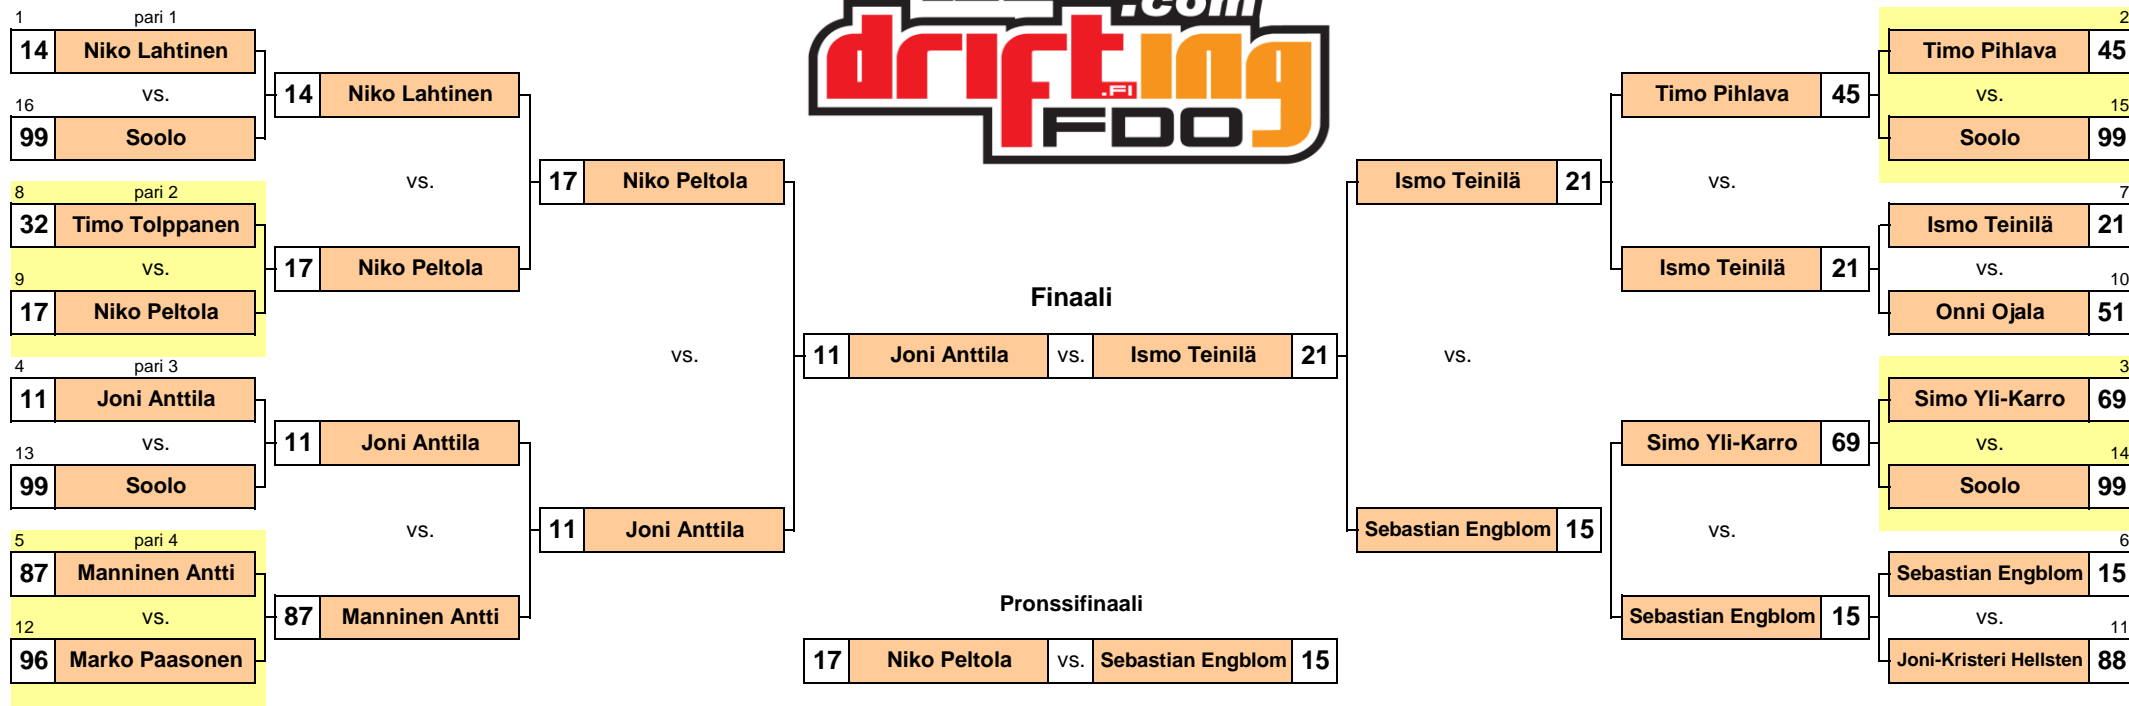 1 pari 1
14 Niko Lahtinen
vs.
16
99 Soolo
8 pari 2
32 Timo Tolppanen
vs.
9
17 Niko Peltola
4 pari 3
11 Joni Anttila
vs.
13
99 Soolo
5 pari 4
87 Manninen Antti
vs.
12
96 Marko Paasonen
14 Niko Lahtinen
vs.
17 Niko Peltola
11 Joni Anttila
vs.
87 Manninen Antti
17 Niko Peltola
vs.
11 Joni Anttila
.com
drifting
.FI
FDO
Finaali
11 Joni Anttila vs. Ismo Teinilä 21
Pronssifinaali
17 Niko Peltola vs. Sebastian Engblom 15
Ismo Teinilä 21
vs.
Sebastian Engblom 15
Timo Pihlava 45
vs.
Ismo Teinilä 21
Simo Yli-Karro 69
vs.
Sebastian Engblom 15
2
Timo Pihlava 45
vs.
15
Soolo 99
7
Ismo Teinilä 21
vs.
10
Onni Ojala 51
3
Simo Yli-Karro 69
vs.
14
Soolo 99
6
Sebastian Engblom 15
vs.
11
Joni-Kristeri Hellsten 88